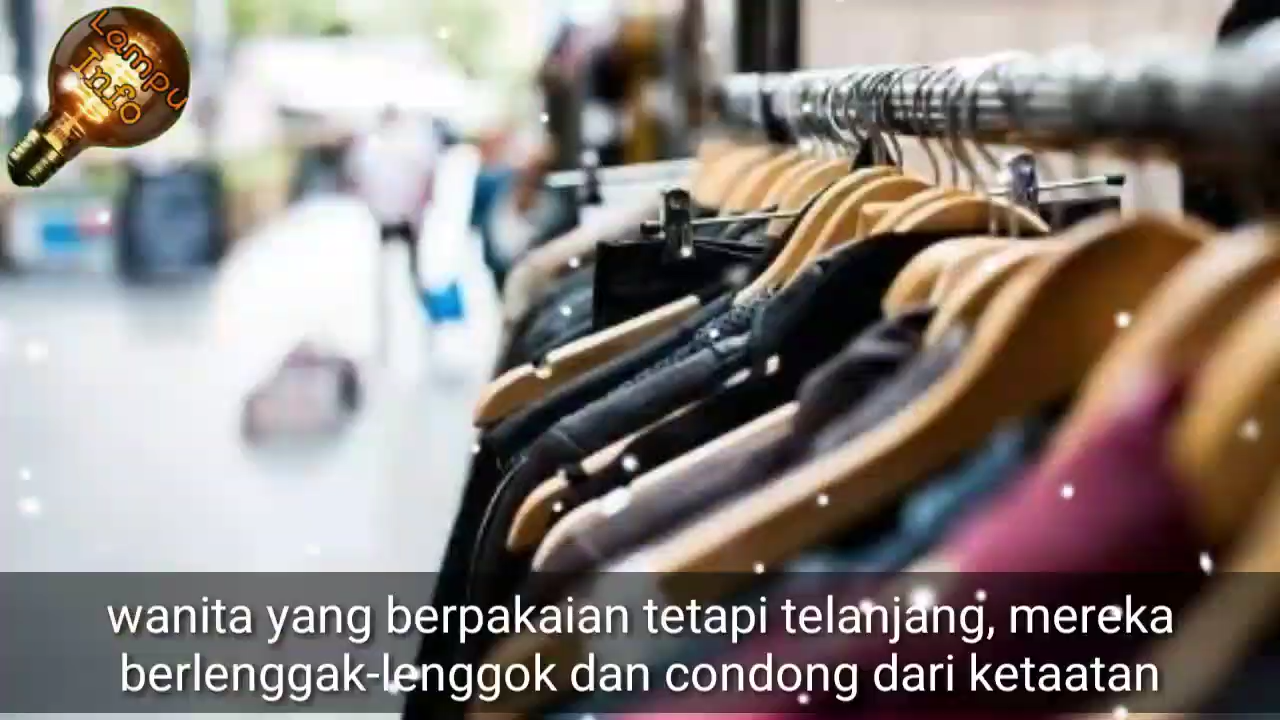 Lampu
Info
wanita yang berpakaian tetapi telanjang, mereka
berlenggak-lenggok dan condong dari ketaatan